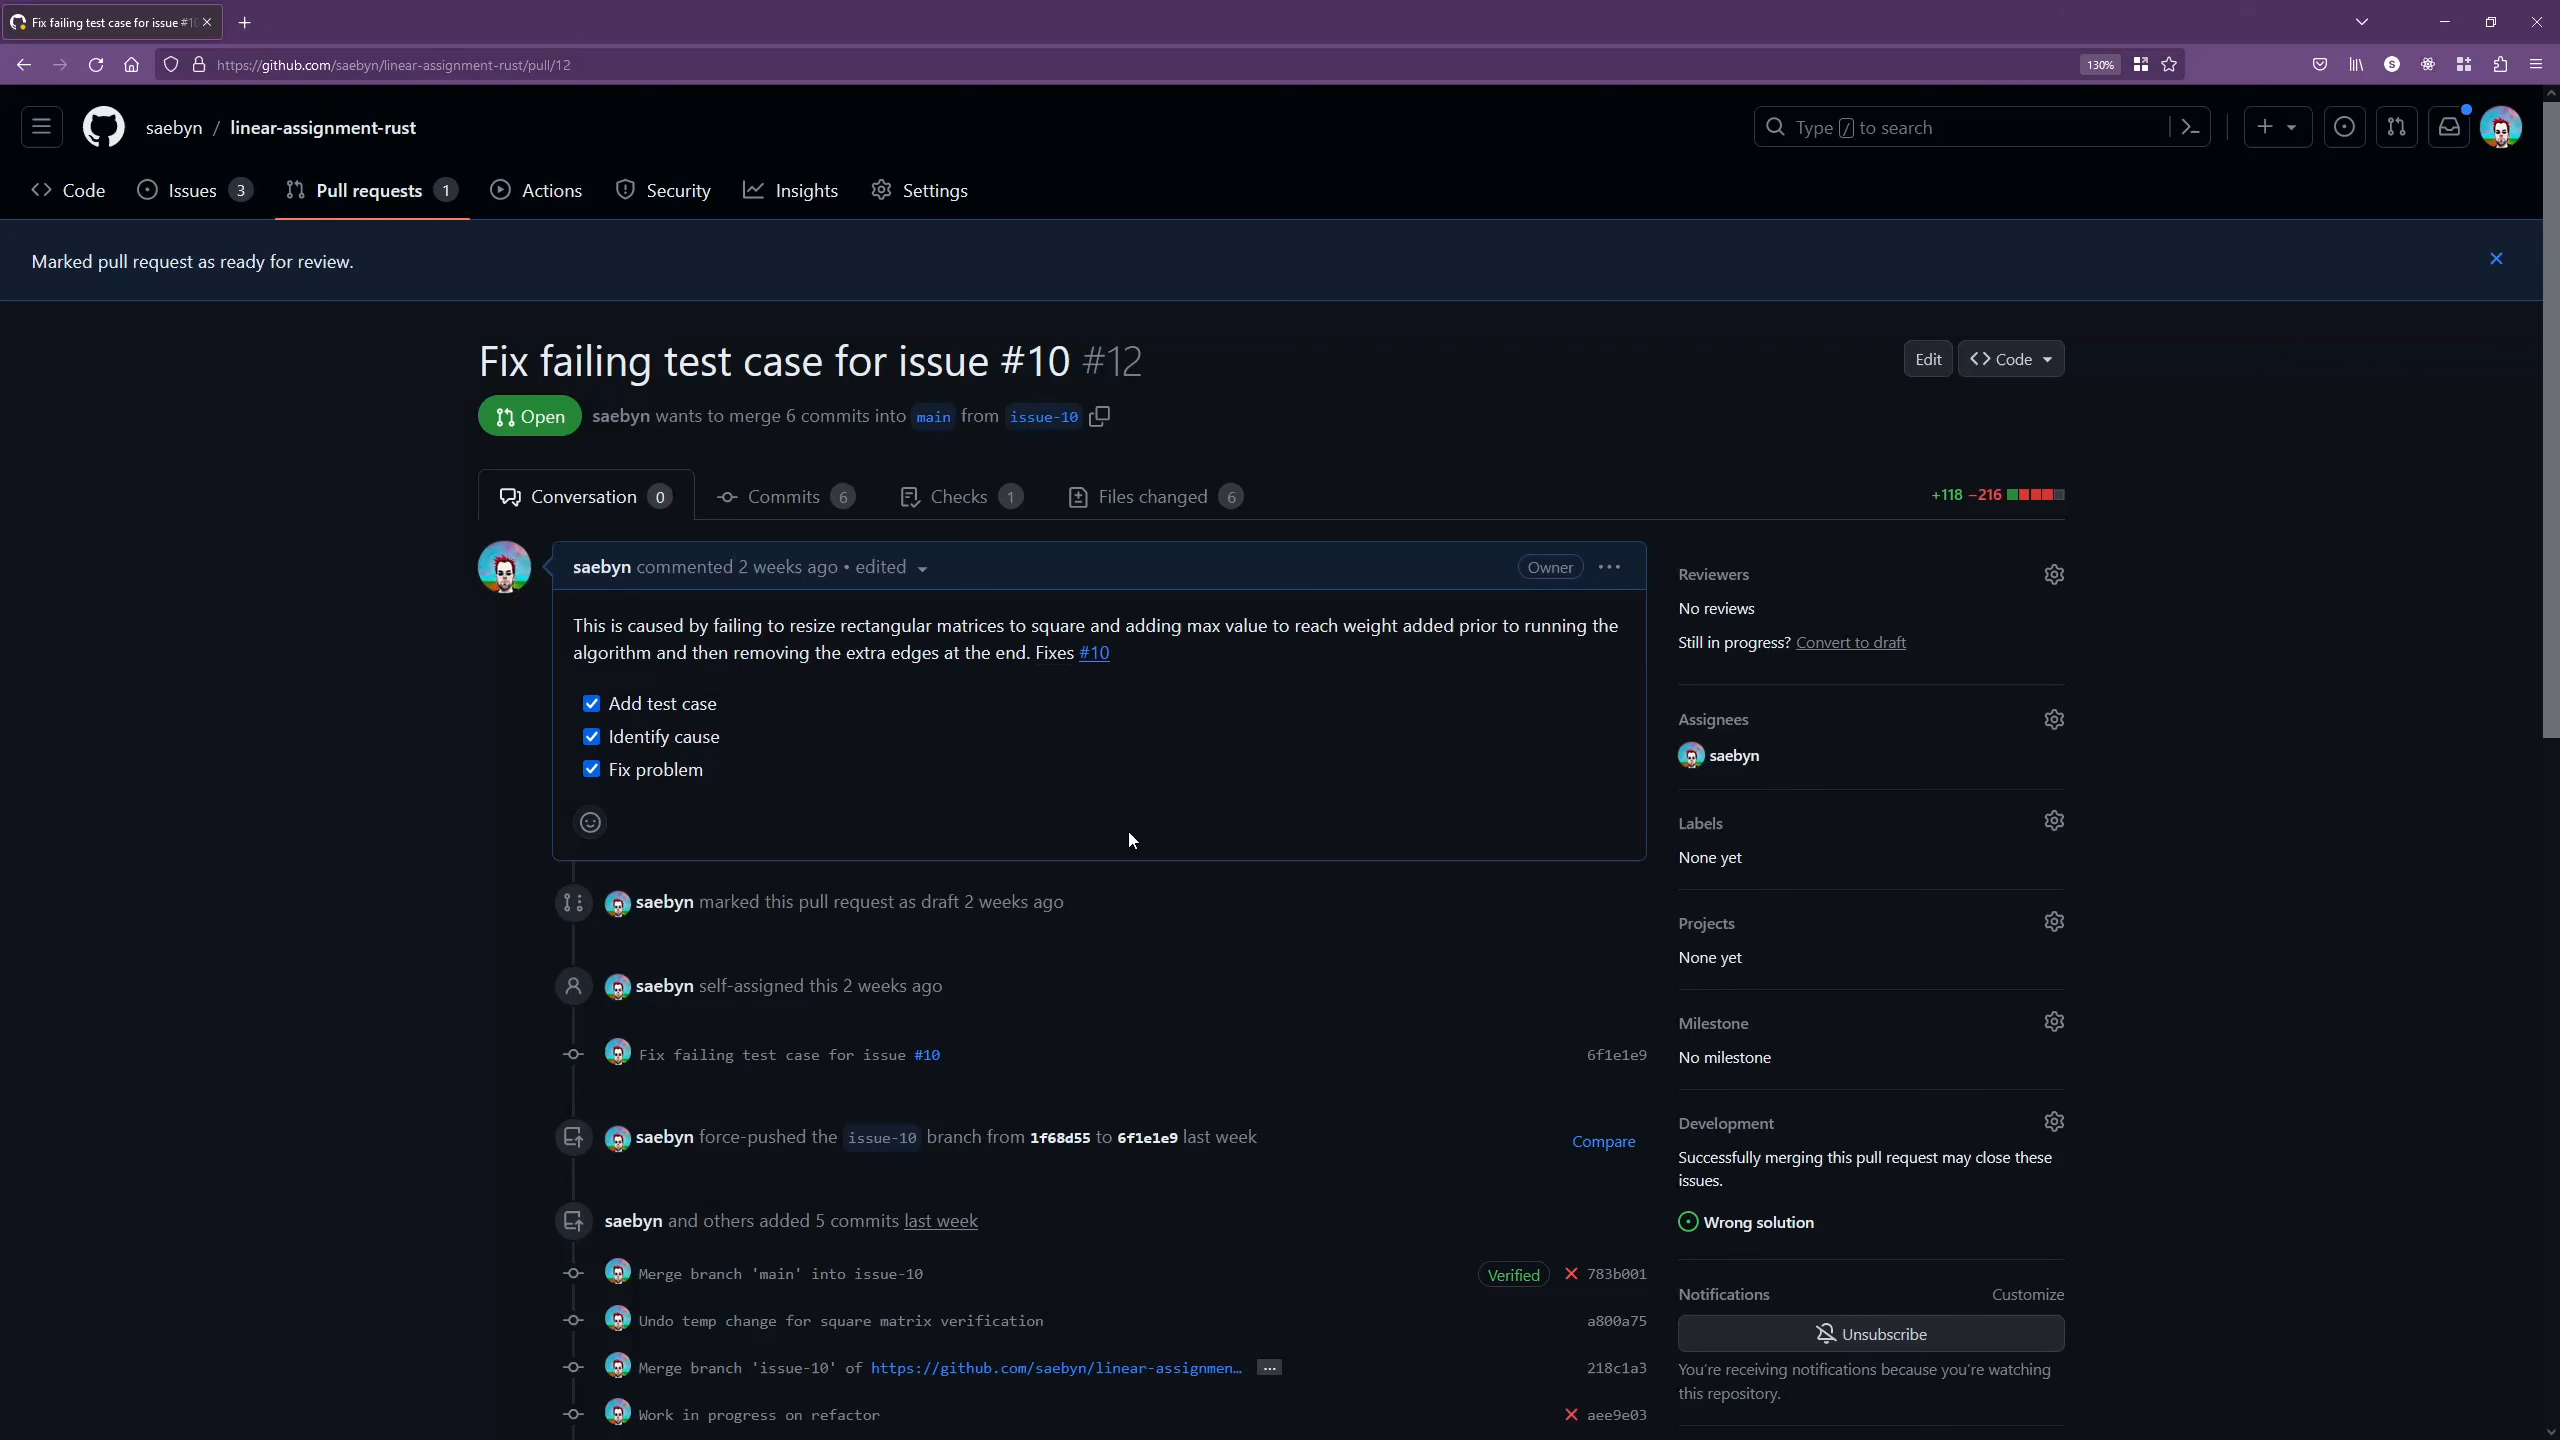 Fix failing test case for issue #10
https://github.com/saebyn/linear-assignment-rust/pull/12
130%
S
saebyn / linear-assignment-rust
Type / to search
Code
Issues 3
Pull requests 1
Actions
Security
Insights
Settings
Marked pull request as ready for review.
Fix failing test case for issue #10 #12
Edit
Code
Open
saebyn wants to merge 6 commits into main from issue-10
Conversation 0
Commits 6
Checks 1
Files changed 6
+118 −216
saebyn commented 2 weeks ago • edited
Owner
This is caused by failing to resize rectangular matrices to square and adding max value to reach weight added prior to running the
algorithm and then removing the extra edges at the end. Fixes #10
Add test case
Identify cause
Fix problem
saebyn marked this pull request as draft 2 weeks ago
saebyn self-assigned this 2 weeks ago
Fix failing test case for issue #10
6f1e1e9
saebyn force-pushed the issue-10 branch from 1f68d55 to 6f1e1e9 last week
Compare
saebyn and others added 5 commits last week
Merge branch 'main' into issue-10
Verified
783b001
Undo temp change for square matrix verification
a800a75
Merge branch 'issue-10' of https://github.com/saebyn/linear-assignmen…
218c1a3
Work in progress on refactor
aee9e03
Reviewers
No reviews
Still in progress? Convert to draft
Assignees
saebyn
Labels
None yet
Projects
None yet
Milestone
No milestone
Development
Successfully merging this pull request may close these
issues.
Wrong solution
Notifications
Customize
Unsubscribe
You're receiving notifications because you're watching
this repository.